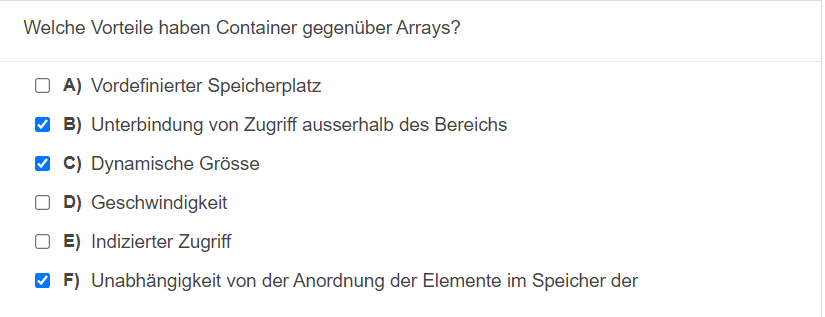 Welche Vorteile haben Container gegenüber Arrays?
A) Vordefinierter Speicherplatz
B) Unterbindung von Zugriff ausserhalb des Bereichs
C) Dynamische Grösse
D) Geschwindigkeit
E) Indizierter Zugriff
F) Unabhängigkeit von der Anordnung der Elemente im Speicher der